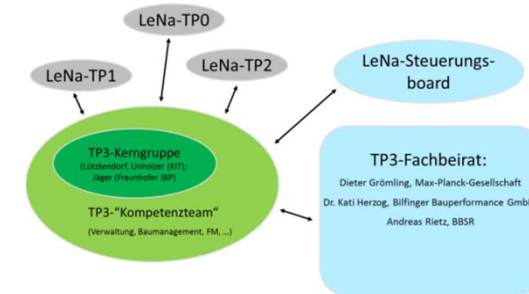 LeNa-TP0
LeNa-TP1
LeNa-TP2
LeNa-Steuerungs-
board
TP3-Kerngruppe
(Lützkendorf, Unholzer (KIT);
Jäger (Fraunhofer IBP)
TP3-"Kompetenzteam"
(Verwaltung, Baumanagement, FM, ...)
TP3-Fachbeirat:
Dieter Grömling, Max-Planck-Gesellschaft
Dr. Kati Herzog, Bilfinger Bauperformance GmbH
Andreas Rietz, BBSR